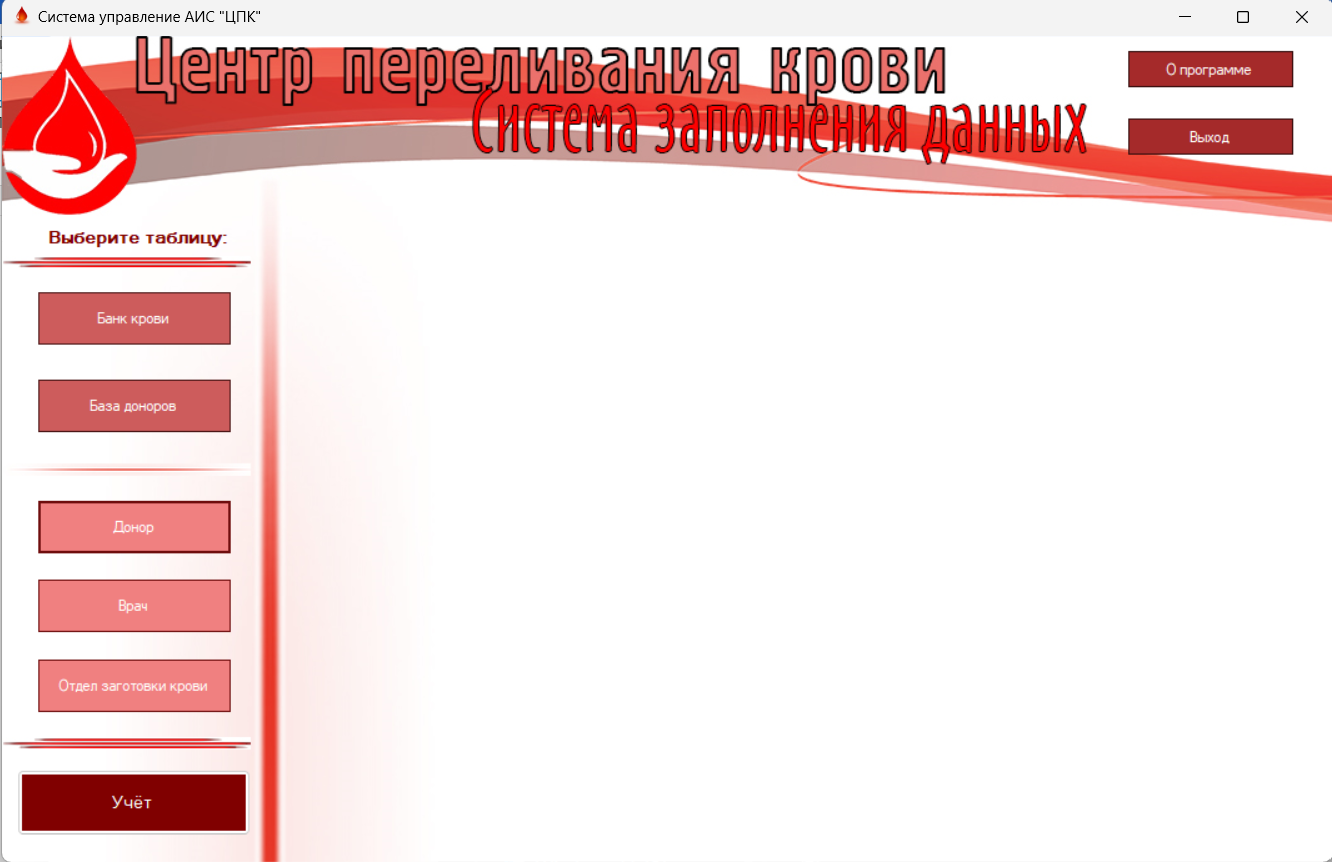 Система управление АИС "ЦПК"
Центр переливания крови
Система заполнения данных
О программе
Выход
Выберите таблицу:
Банк крови
База доноров
Донор
Врач
Отдел заготовки крови
Учёт